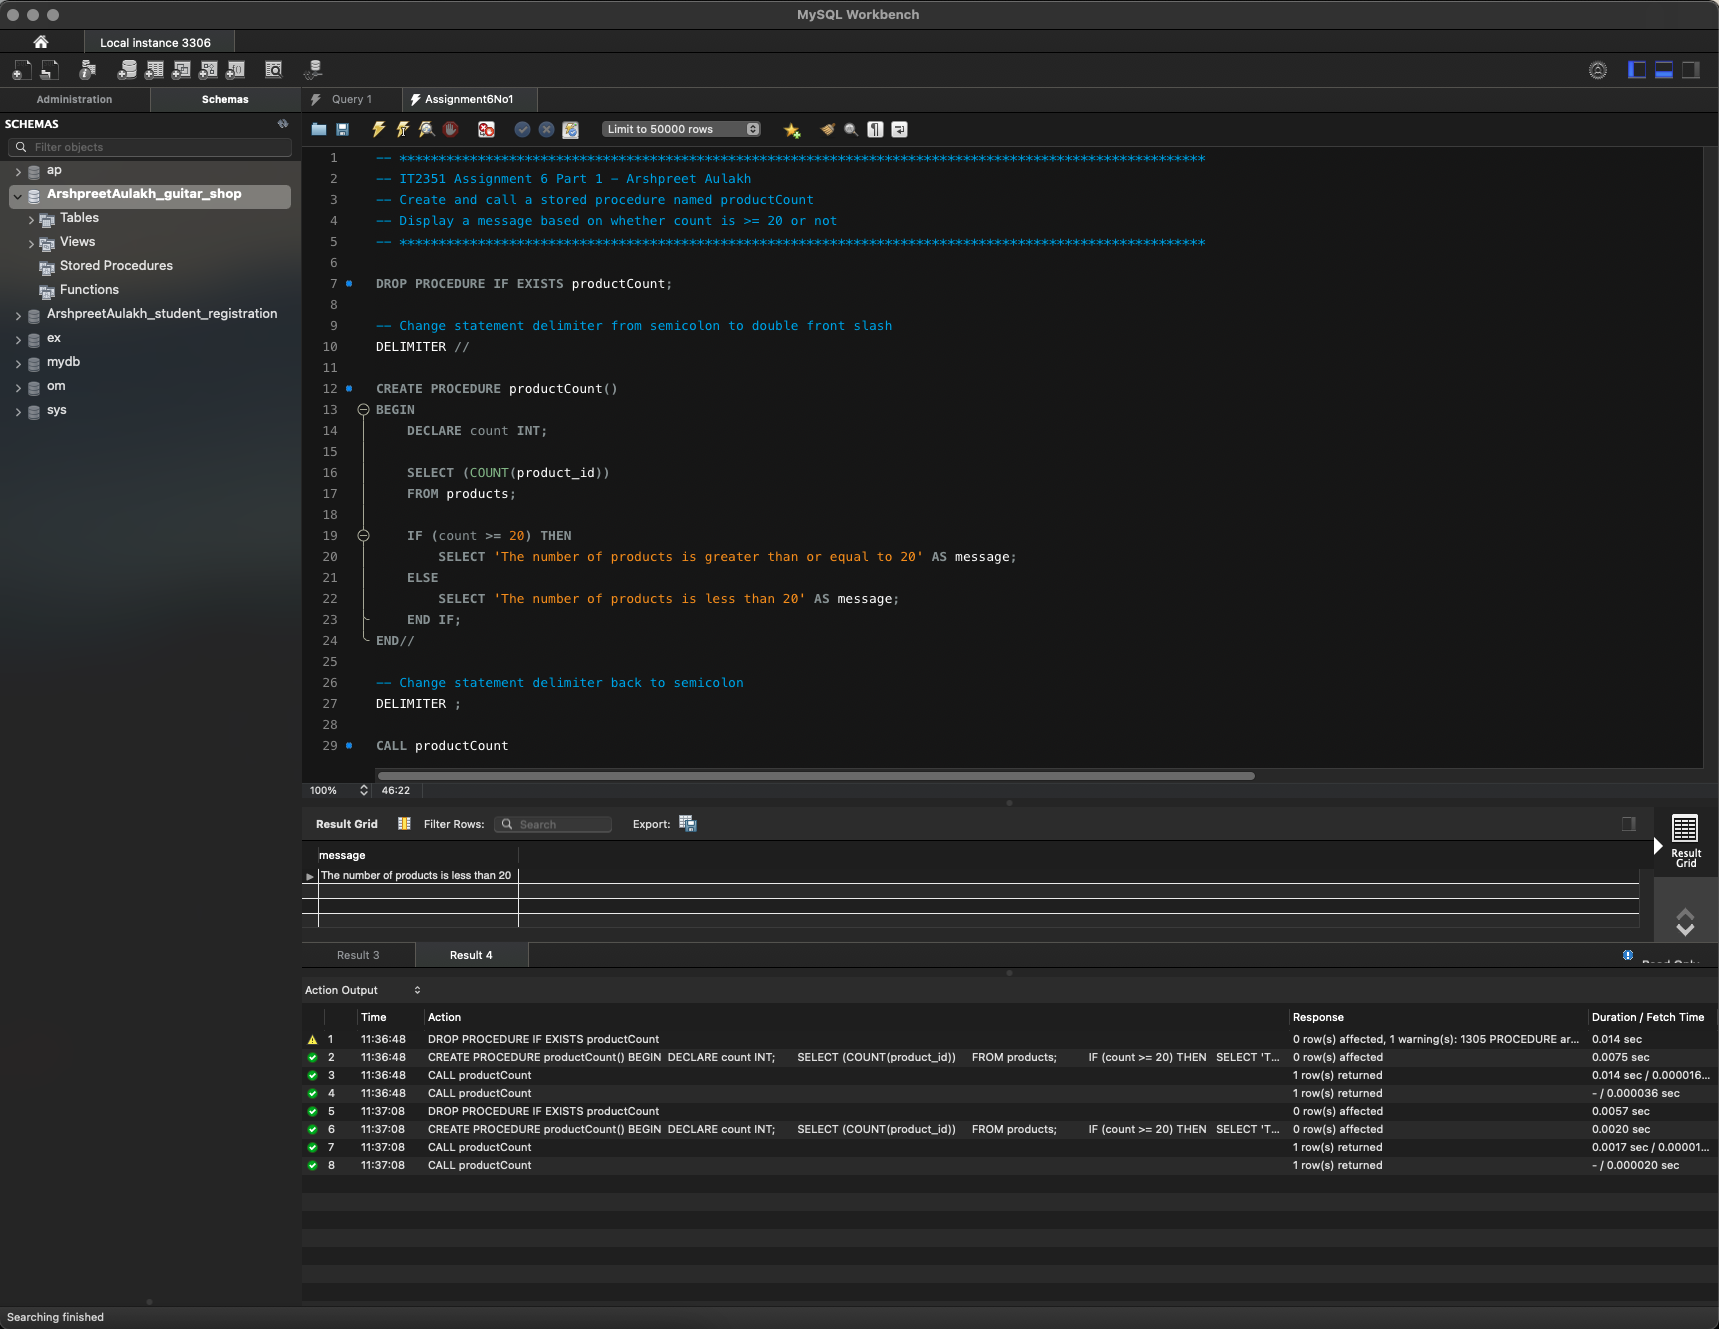 MySQL Workbench
Local instance 3306
Administration
Schemas
Query 1
Assignment6No1
SCHEMAS
Filter objects
ap
ArshpreetAulakh_guitar_shop
Tables
Views
Stored Procedures
Functions
ArshpreetAulakh_student_registration
ex
mydb
om
sys
Limit to 50000 rows
1 -- *******************************************************************************************************
2 -- IT2351 Assignment 6 Part 1 - Arshpreet Aulakh
3 -- Create and call a stored procedure named productCount
4 -- Display a message based on whether count is >= 20 or not
5 -- *******************************************************************************************************
6
7 DROP PROCEDURE IF EXISTS productCount;
8
9 -- Change statement delimiter from semicolon to double front slash
10 DELIMITER //
11
12 CREATE PROCEDURE productCount()
13 BEGIN
14 DECLARE count INT;
15
16 SELECT (COUNT(product_id))
17 FROM products;
18
19 IF (count >= 20) THEN
20 SELECT 'The number of products is greater than or equal to 20' AS message;
21 ELSE
22 SELECT 'The number of products is less than 20' AS message;
23 END IF;
24 END//
25
26 -- Change statement delimiter back to semicolon
27 DELIMITER ;
28
29 CALL productCount
100% 46:22
Result Grid Filter Rows: Search Export:
Result Grid
message
The number of products is less than 20
Result 3 Result 4
Action Output
Time Action Response Duration / Fetch Time
1 11:36:48 DROP PROCEDURE IF EXISTS productCount 0 row(s) affected, 1 warning(s): 1305 PROCEDURE ar... 0.014 sec
2 11:36:48 CREATE PROCEDURE productCount() BEGIN DECLARE count INT; SELECT (COUNT(product_id)) FROM products; IF (count >= 20) THEN SELECT 'T... 0 row(s) affected 0.0075 sec
3 11:36:48 CALL productCount 1 row(s) returned 0.014 sec / 0.000016...
4 11:36:48 CALL productCount 1 row(s) returned - / 0.000036 sec
5 11:37:08 DROP PROCEDURE IF EXISTS productCount 0 row(s) affected 0.0057 sec
6 11:37:08 CREATE PROCEDURE productCount() BEGIN DECLARE count INT; SELECT (COUNT(product_id)) FROM products; IF (count >= 20) THEN SELECT 'T... 0 row(s) affected 0.0020 sec
7 11:37:08 CALL productCount 1 row(s) returned 0.0017 sec / 0.00001...
8 11:37:08 CALL productCount 1 row(s) returned - / 0.000020 sec
Searching finished